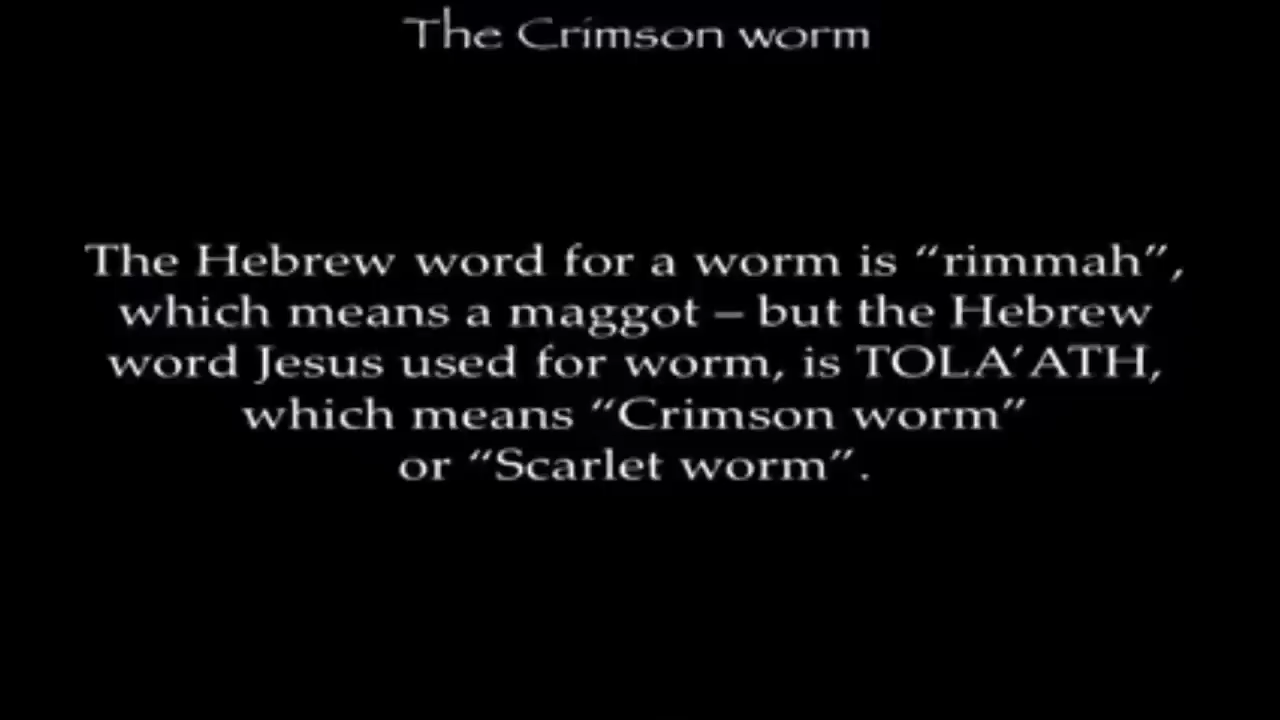 The Crimson worm
The Hebrew word for a worm is “rimmah”,
which means a maggot – but the Hebrew
word Jesus used for worm, is TOLA’ATH,
which means “Crimson worm”
or “Scarlet worm”.